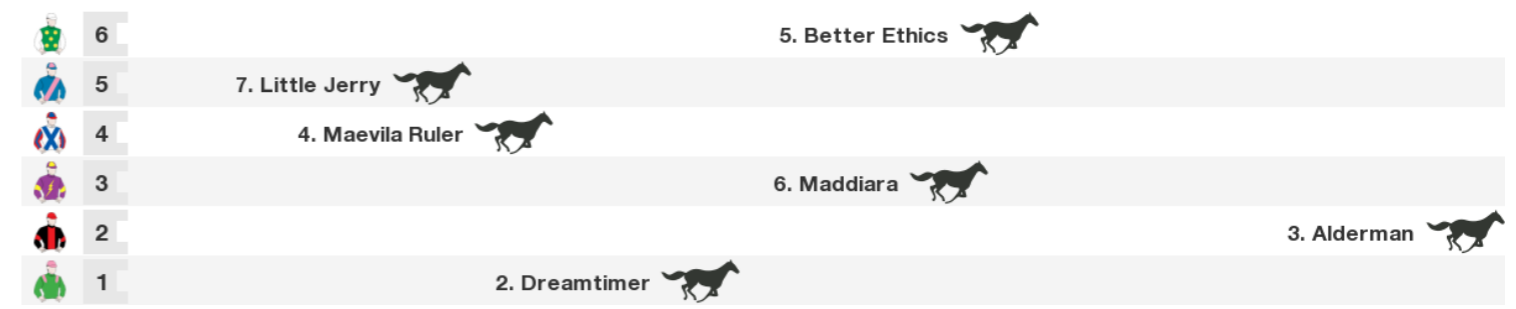 6 5. Better Ethics
5 7. Little Jerry
4 4. Maevila Ruler
3 6. Maddiara
2 3. Alderman
1 2. Dreamtimer